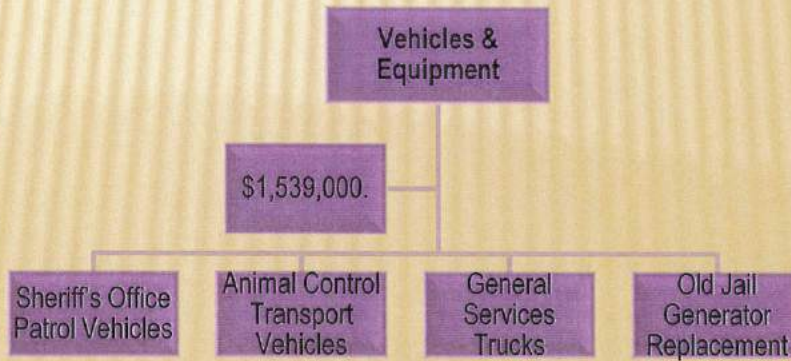 Vehicles &
Equipment
$1,539,000.
Sheriff's Office
Patrol Vehicles
Animal Control
Transport
Vehicles
General
Services
Trucks
Old Jail
Generator
Replacement